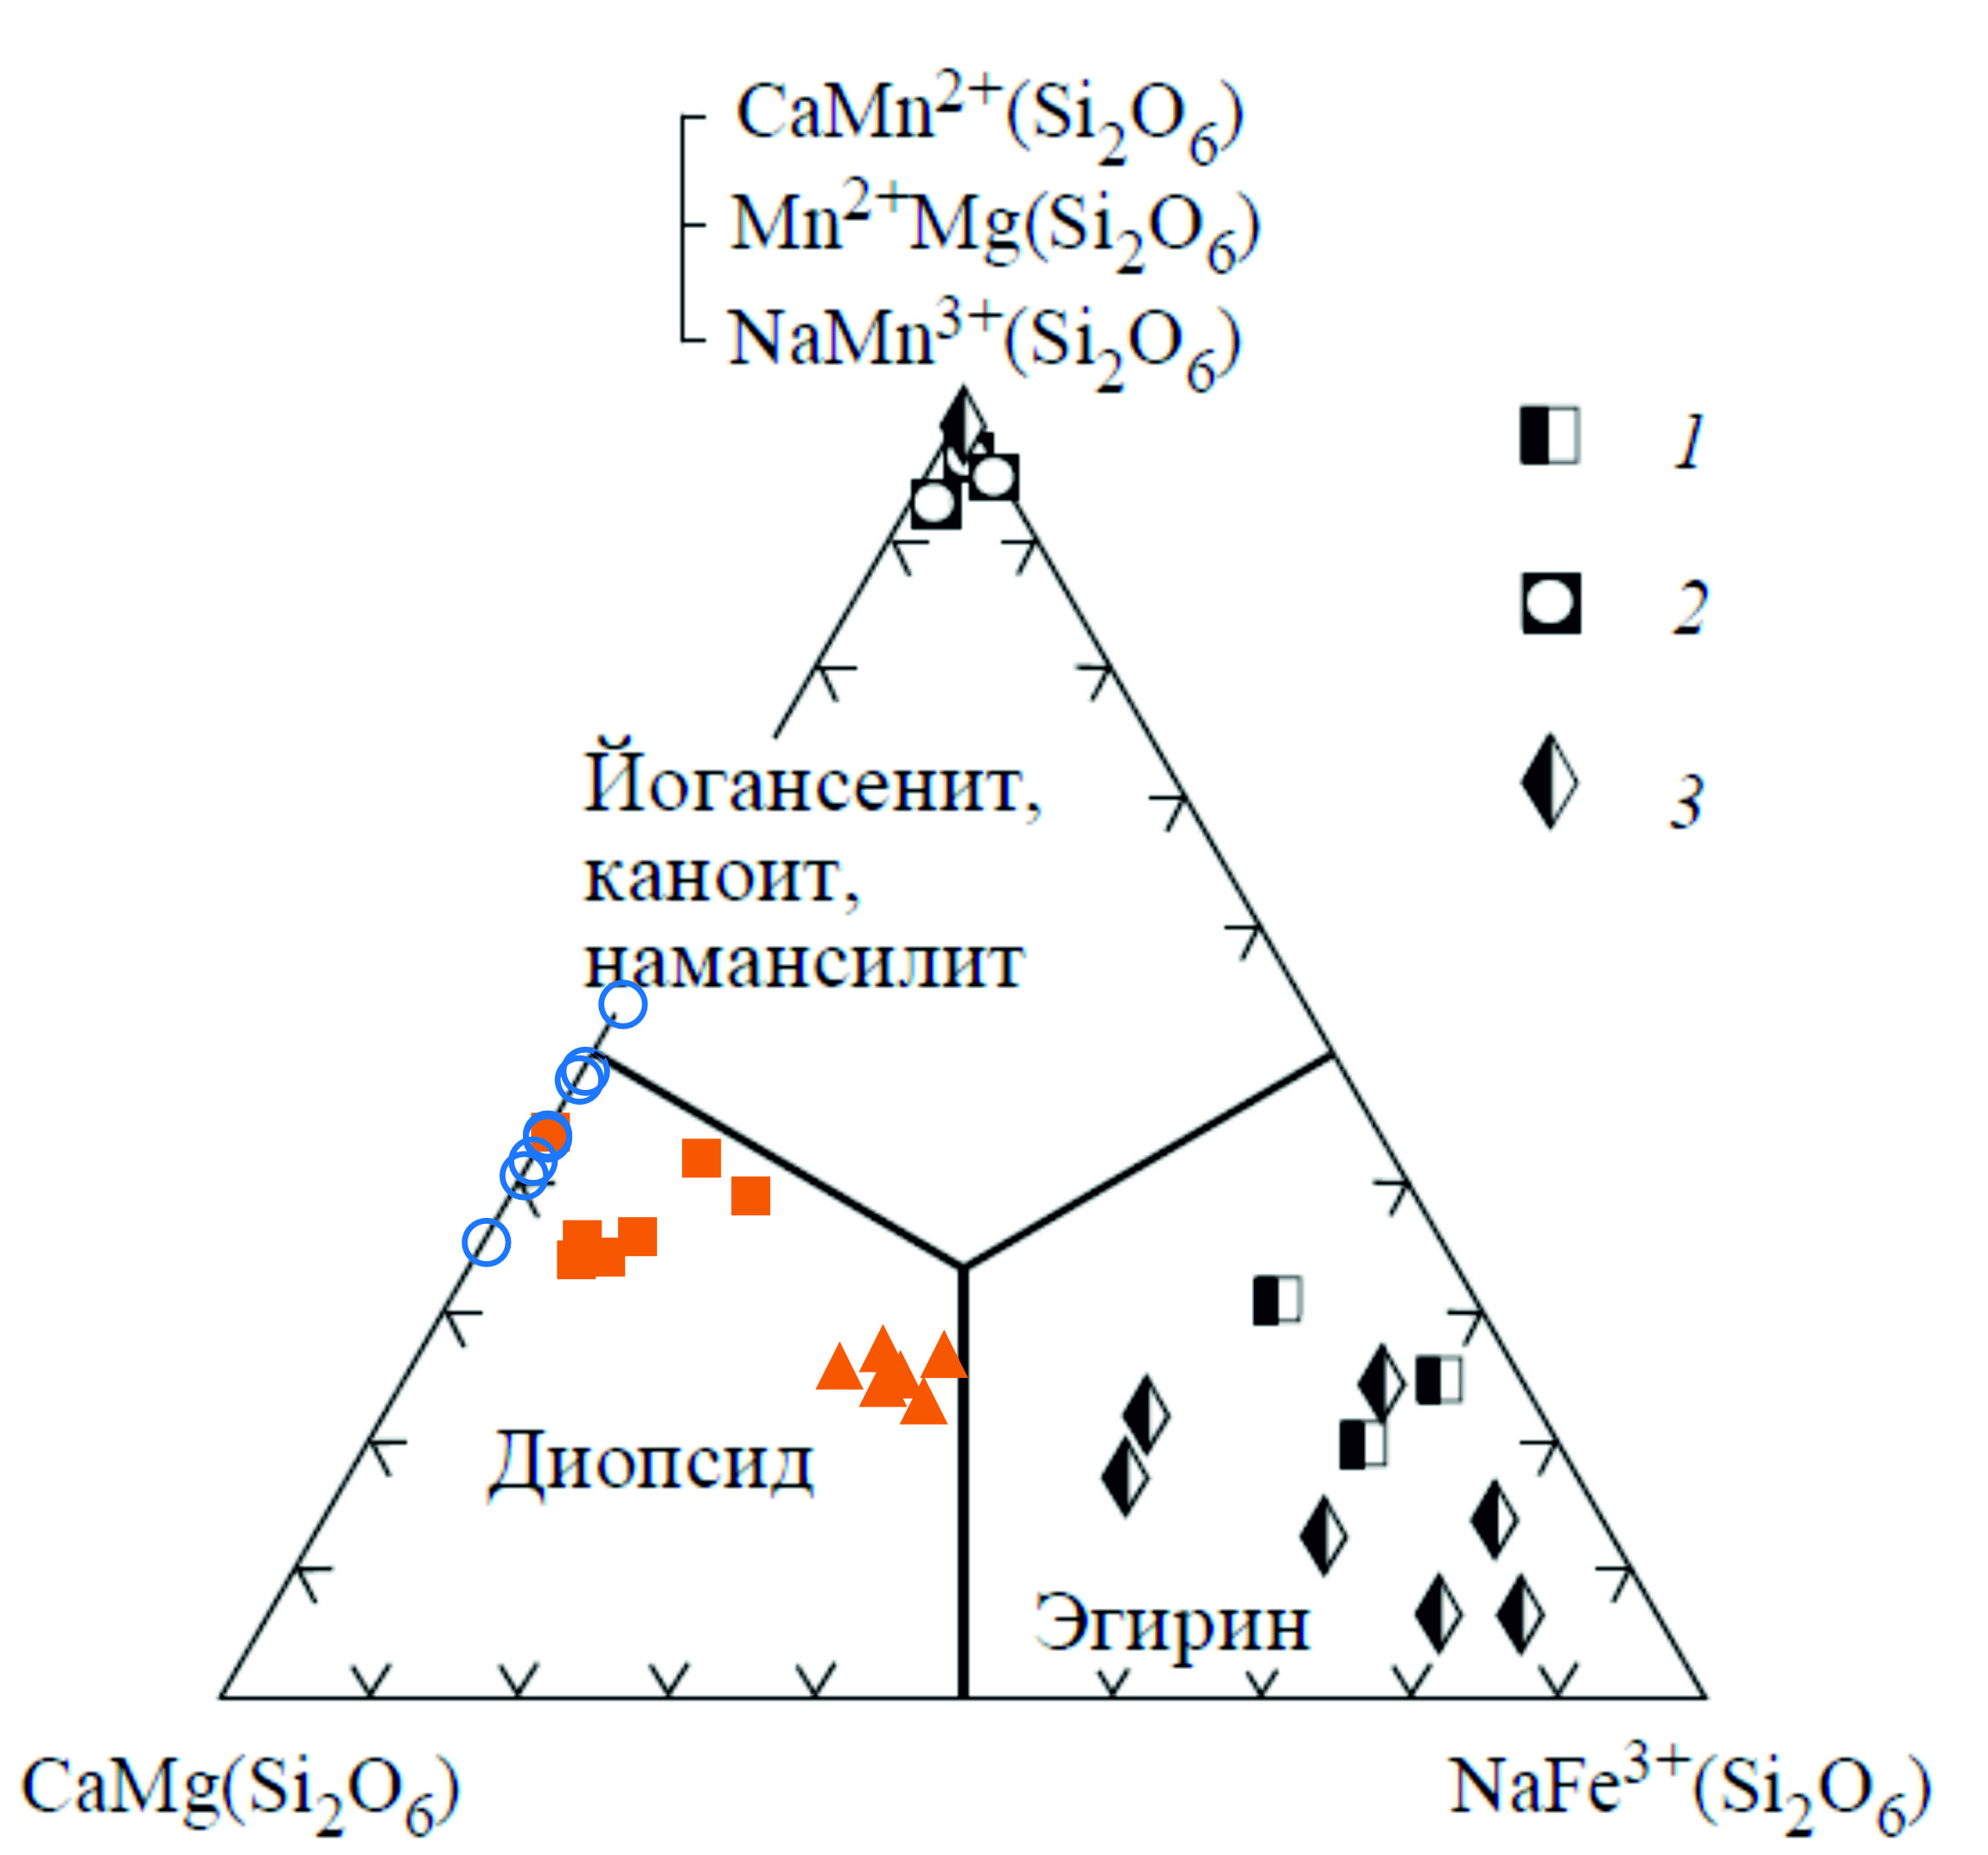 CaMn²⁺(Si₂O₆)
Mn²⁺Mg(Si₂O₆)
NaMn³⁺(Si₂O₆)
1
2
3
Йогансенит,
каноит,
намансилит
Диопсид
Эгирин
CaMg(Si₂O₆)
NaFe³⁺(Si₂O₆)